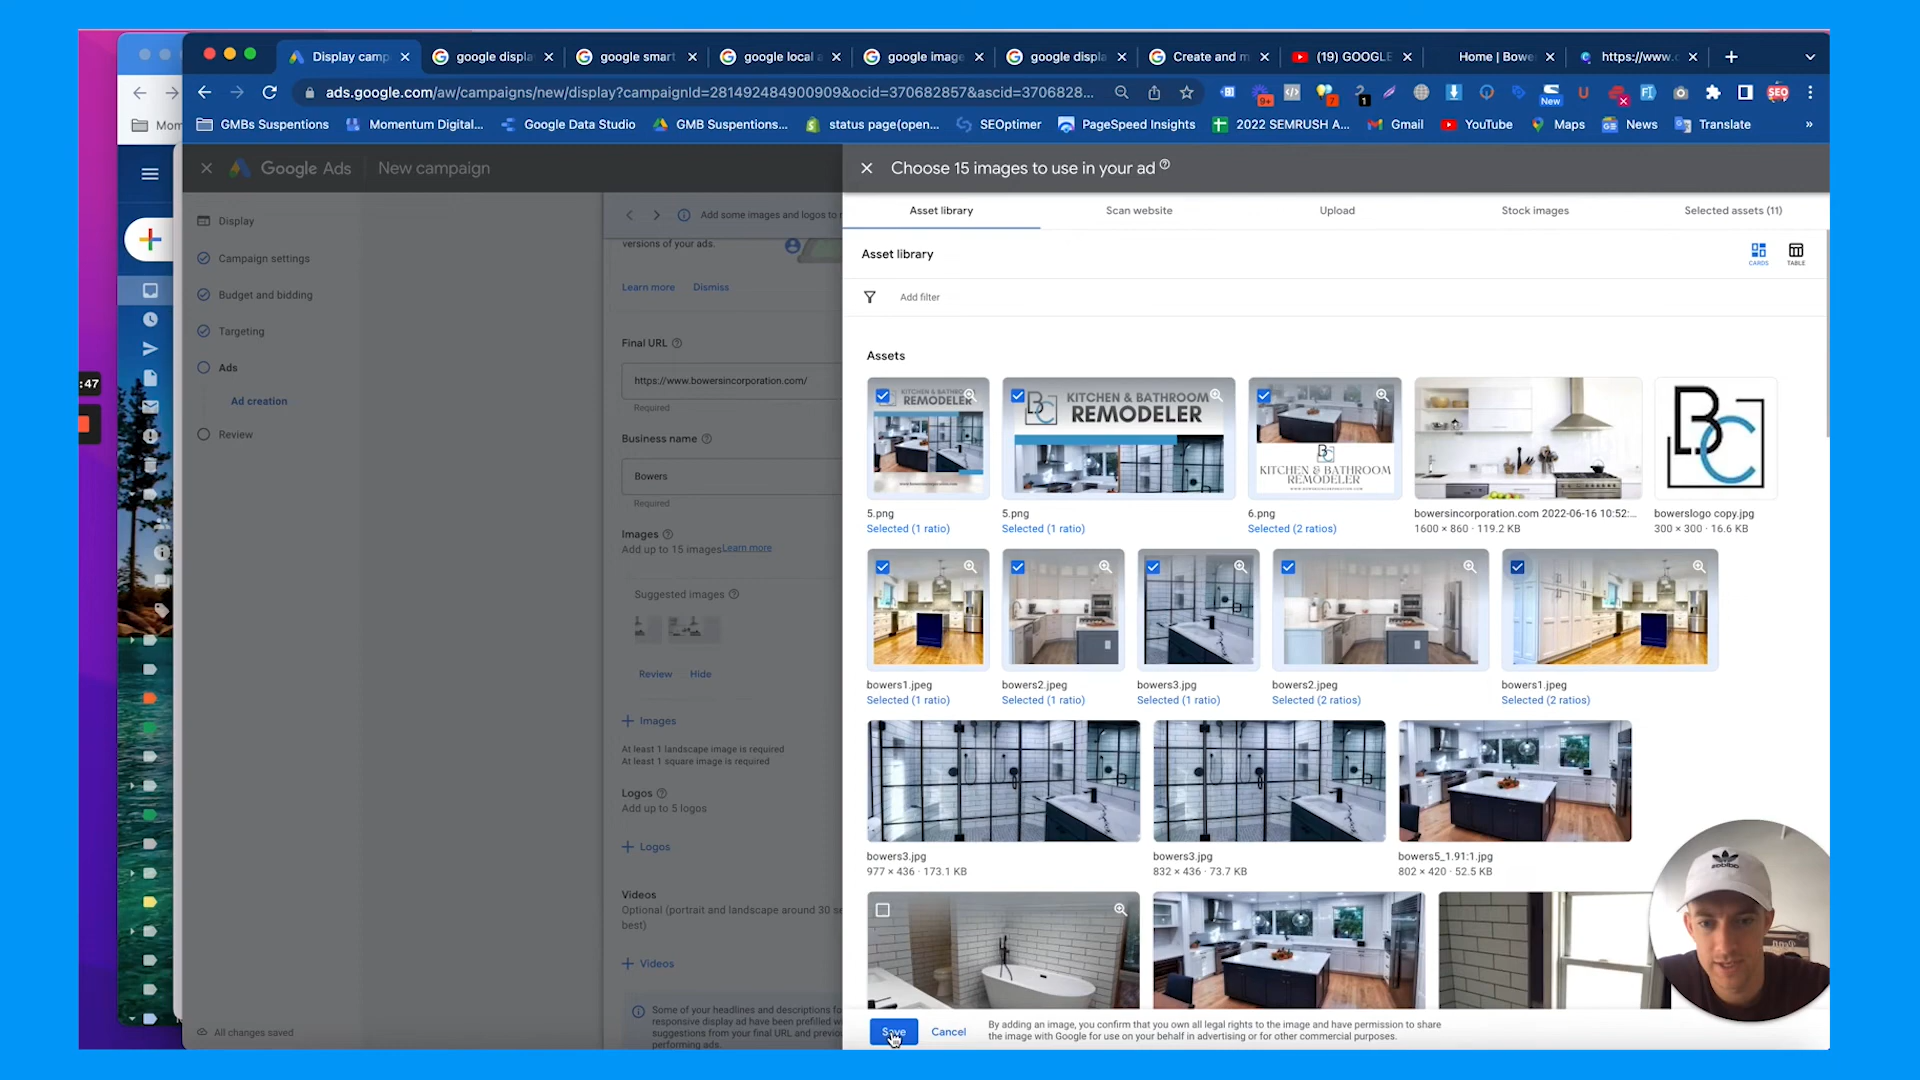 Display camp
google displa
google smart
google local a
google image
google displa
Create and m
(19) GOOGLE
Home | Bowe
https://www.c
ads.google.com/aw/campaigns/new/display?campaignId=281492484900909&ocid=370682857&ascid=3706828...
9+
7
1
New
SEO
Mom
GMBs Suspentions
Momentum Digital...
Google Data Studio
GMB Suspentions...
status page(open...
SEOptimer
PageSpeed Insights
2022 SEMRUSH A...
Gmail
YouTube
Maps
News
Translate
»
Google Ads
New campaign
Choose 15 images to use in your ad
Display
Campaign settings
Budget and bidding
Targeting
Ads
Ad creation
Review
All changes saved
:47
Add some images and logos to
versions of your ads.
Learn more
Dismiss
Final URL
https://www.bowersincorporation.com/
Required
Business name
Bowers
Required
Images
Add up to 15 images Learn more
Suggested images
Review
Hide
+ Images
At least 1 landscape image is required
At least 1 square image is required
Logos
Add up to 5 logos
+ Logos
Videos
Optional (portrait and landscape around 30 se
best)
+ Videos
Some of your headlines and descriptions fo
responsive display ad have been prefilled wi
suggestions from your final URL and previou
performing ads.
Asset library
Scan website
Upload
Stock images
Selected assets (11)
Asset library
CARDS
TABLE
Add filter
Assets
KITCHEN & BATHROOM
REMODELER
BC
KITCHEN & BATHROOM
REMODELER
BC
KITCHEN & BATHROOM
REMODELER
BC
5.png
Selected (1 ratio)
5.png
Selected (1 ratio)
6.png
Selected (2 ratios)
bowersincorporation.com 2022-06-16 10:52:...
1600 × 860 · 119.2 KB
bowerslogo copy.jpg
300 × 300 · 16.6 KB
bowers1.jpeg
Selected (1 ratio)
bowers2.jpeg
Selected (1 ratio)
bowers3.jpg
Selected (1 ratio)
bowers2.jpeg
Selected (2 ratios)
bowers1.jpeg
Selected (2 ratios)
bowers3.jpg
977 × 436 · 173.1 KB
bowers3.jpg
832 × 436 · 73.7 KB
bowers5_1.91:1.jpg
802 × 420 · 52.5 KB
adidas
Save
Cancel
By adding an image, you confirm that you own all legal rights to the image and have permission to share
the image with Google for use on your behalf in advertising or for other commercial purposes.